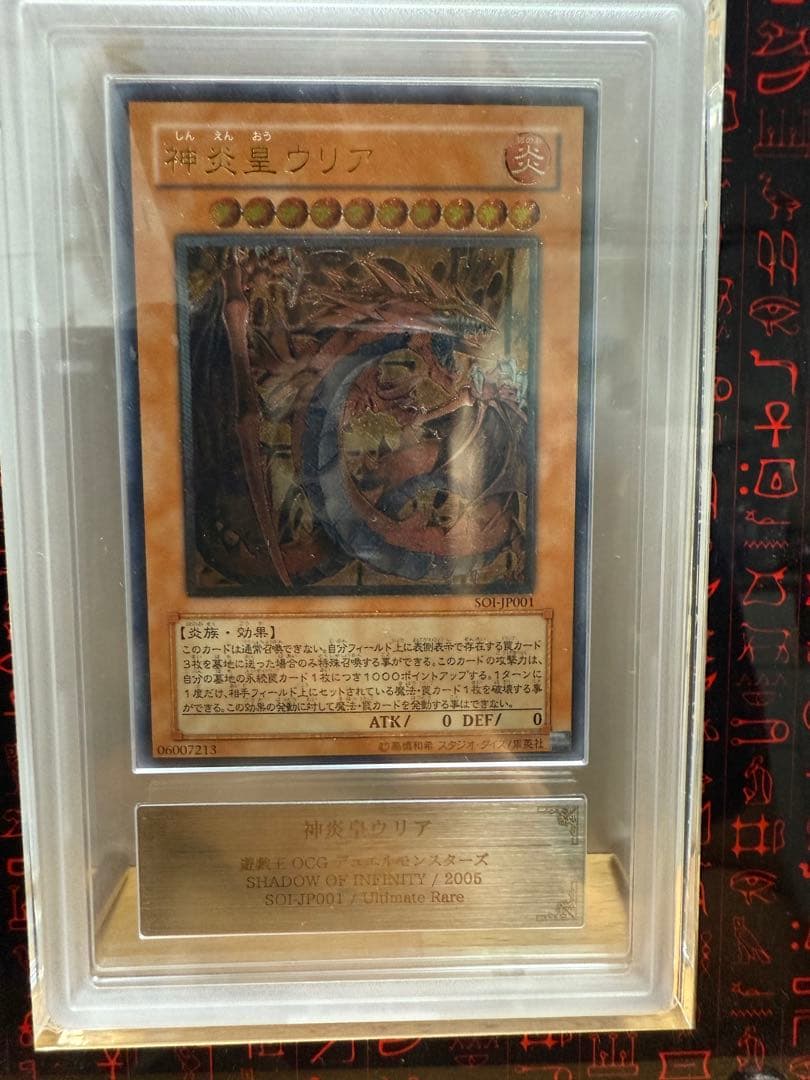 しん えん おう
神炎皇ウリア
炎
SOI-JP001
【炎族・効果】
このカードは通常召喚できない。自分フィールド上に表側表示で存在する罠カード
3枚を墓地に送った場合のみ特殊召喚する事ができる。このカードの攻撃力は、
自分の墓地の永続罠カード1枚につき1000ポイントアップする。1ターンに
1度だけ、相手フィールド上にセットされている魔法・罠カード1枚を破壊する事
ができる。この効果の発動に対して魔法・罠カードを発動する事はできない。
ATK/ 0 DEF/ 0
06007213
©高橋和希 スタジオ・ダイス/集英社
神炎皇ウリア
遊戯王 OCG デュエルモンスターズ
SHADOW OF INFINITY / 2005
SOI-JP001 / Ultimate Rare